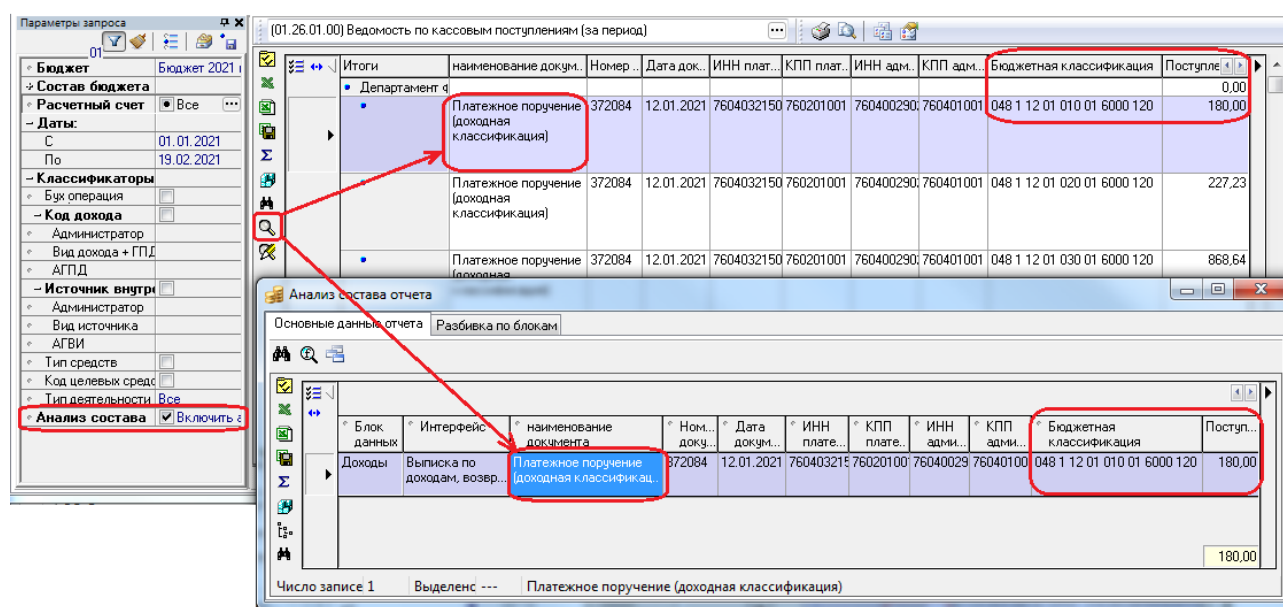 Параметры запроса
01
Бюджет Бюджет 2021
Состав бюджета
Расчетный счет Все ...
Даты:
С 01.01.2021
По 19.02.2021
Классификаторы
Бух операция
Код дохода
Администратор
Вид дохода + ГПД
АГПД
Источник внутре
Администратор
Вид источника
АГВИ
Тип средств
Код целевых средс
Тип деятельности Все
Анализ состава Включить а
(01.26.01.00) Ведомость по кассовым поступлениям (за период) ...
Итоги наименование докум.. Номер .. Дата док.. ИНН плат.. КПП плат.. ИНН адм.. КПП адм.. Бюджетная классификация Поступле
Департамент ф 0,00
Платежное поручение 372084 12.01.2021 7604032150 760201001 760400290 760401001 048 1 12 01 010 01 6000 120 180,00
(доходная
классификация)
Платежное поручение 372084 12.01.2021 7604032150 760201001 760400290 760401001 048 1 12 01 020 01 6000 120 227,23
(доходная
классификация)
Платежное поручение 372084 12.01.2021 7604032150 760201001 760400290 760401001 048 1 12 01 030 01 6000 120 868,64
(доходная
Анализ состава отчета
Основные данные отчета Разбивка по блокам
Блок Интерфейс наименование Ном... Дата ИНН КПП ИНН КПП Бюджетная Поступ...
данных документа доку... докум... плате... плате.. адми... адми... классификация
Доходы Выписка по Платежное поручение 372084 12.01.2021 760403215 76020100 76040029 76040100 048 1 12 01 010 01 6000 120 180,00
доходам, возвр... (доходная классификац...
180,00
Число записе 1 Выделенс --- Платежное поручение (доходная классификация)